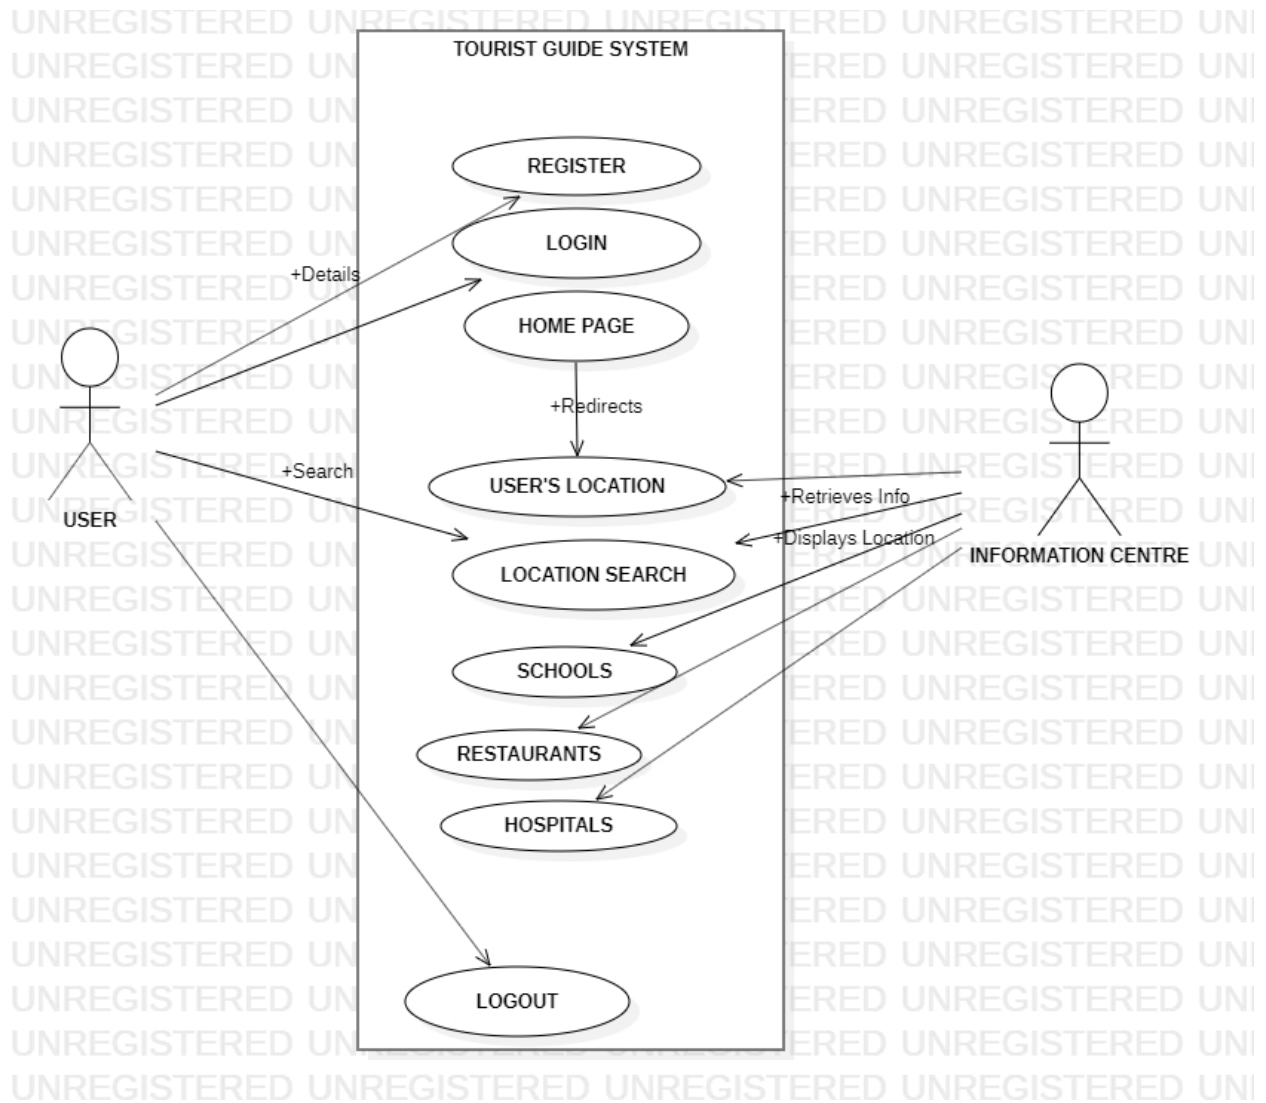 TOURIST GUIDE SYSTEM
REGISTER
LOGIN
+Details
HOME PAGE
+Redirects
+Search
USER'S LOCATION
+Retrieves Info
USER
+Displays Location
INFORMATION CENTRE
LOCATION SEARCH
SCHOOLS
RESTAURANTS
HOSPITALS
LOGOUT
UNREGISTERED